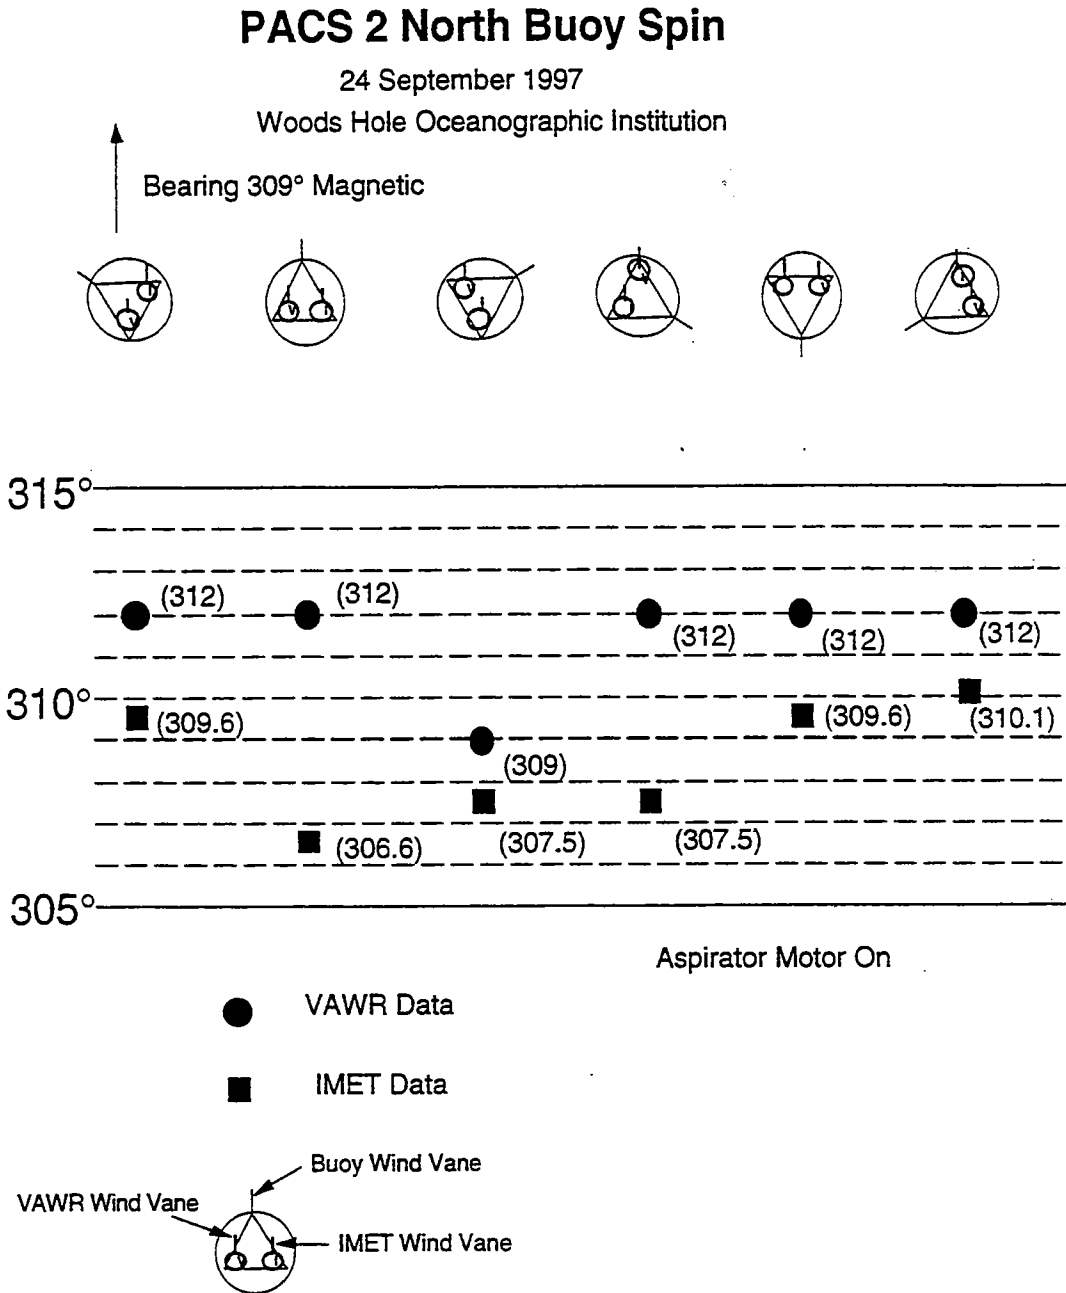 PACS 2 North Buoy Spin
24 September 1997
Woods Hole Oceanographic Institution
Bearing 309° Magnetic
315°
(312) (312)
(312) (312) (312)
310°
(309.6) (309.6) (310.1)
(309)
(306.6) (307.5) (307.5)
305°
Aspirator Motor On
VAWR Data
IMET Data
Buoy Wind Vane
VAWR Wind Vane
IMET Wind Vane